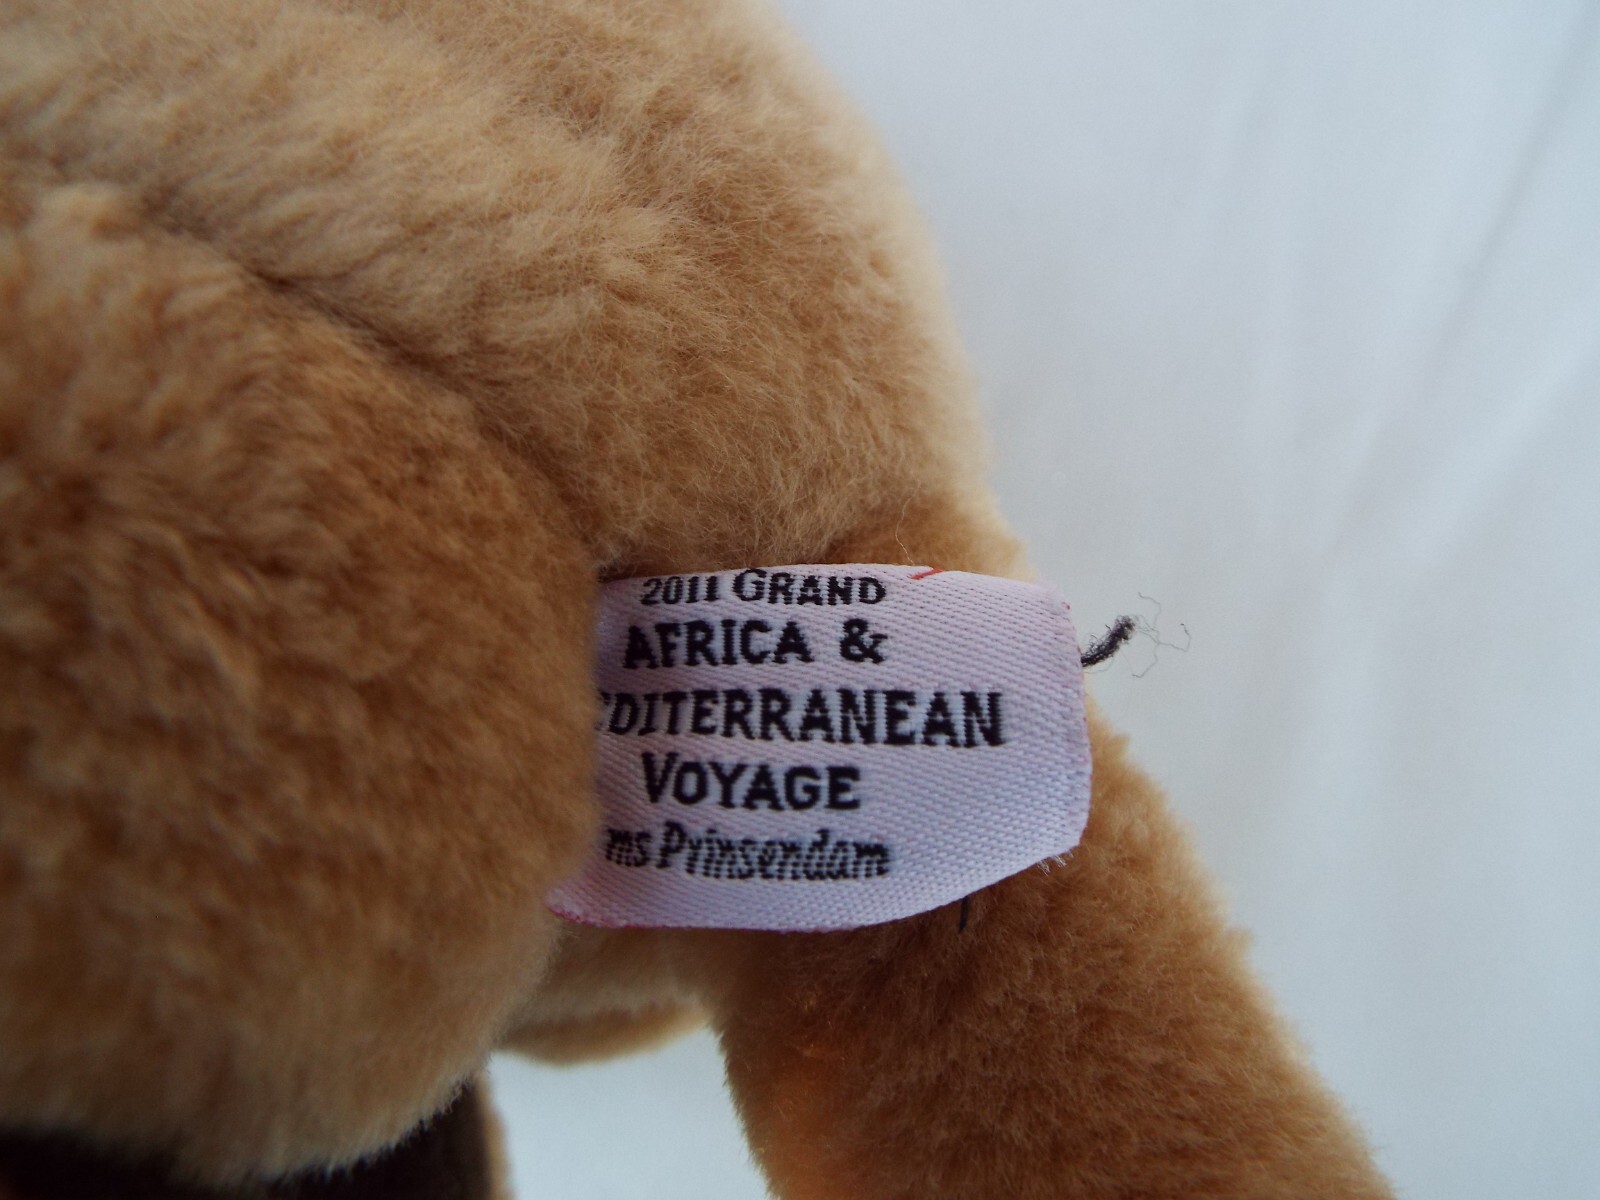 2011 GRAND
AFRICA &
EDITERRANEAN
VOYAGE
ms Prinsendam